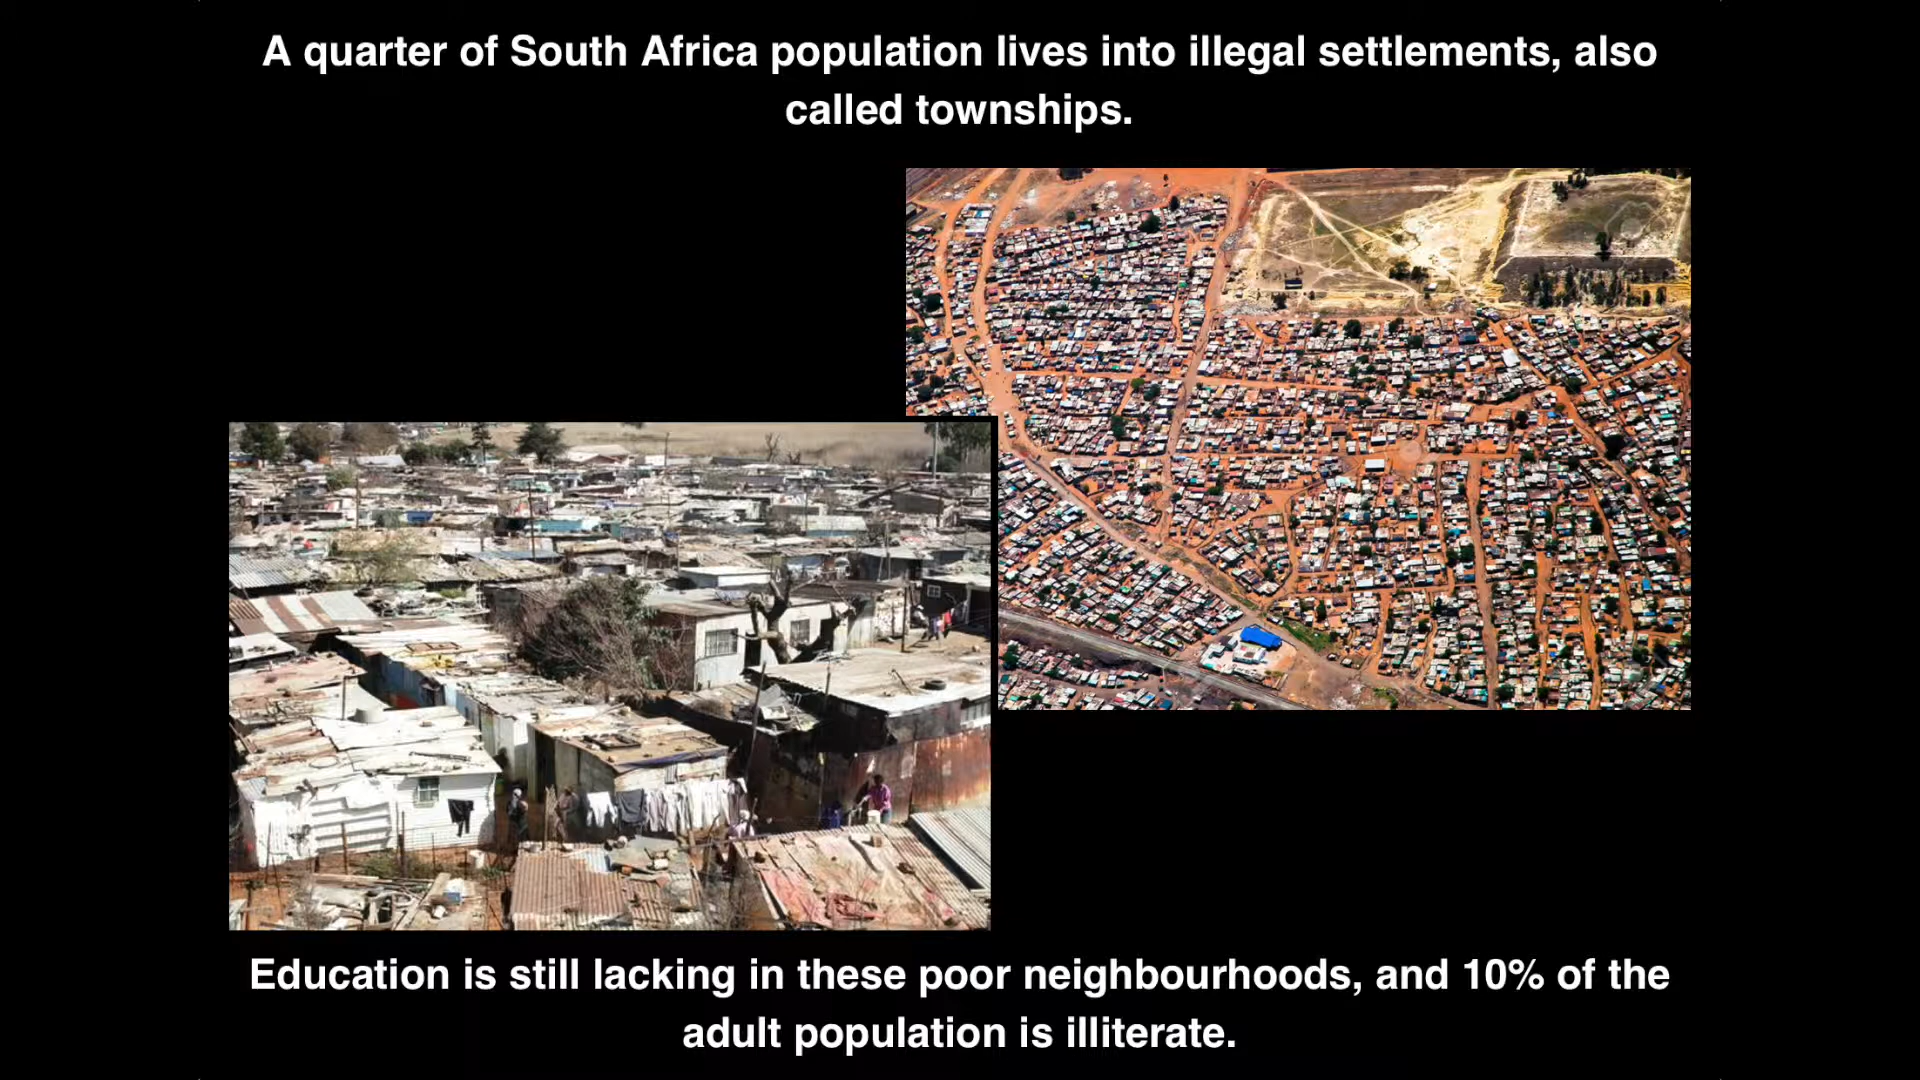 A quarter of South Africa population lives into illegal settlements, also
called townships.
Education is still lacking in these poor neighbourhoods, and 10% of the
adult population is illiterate.